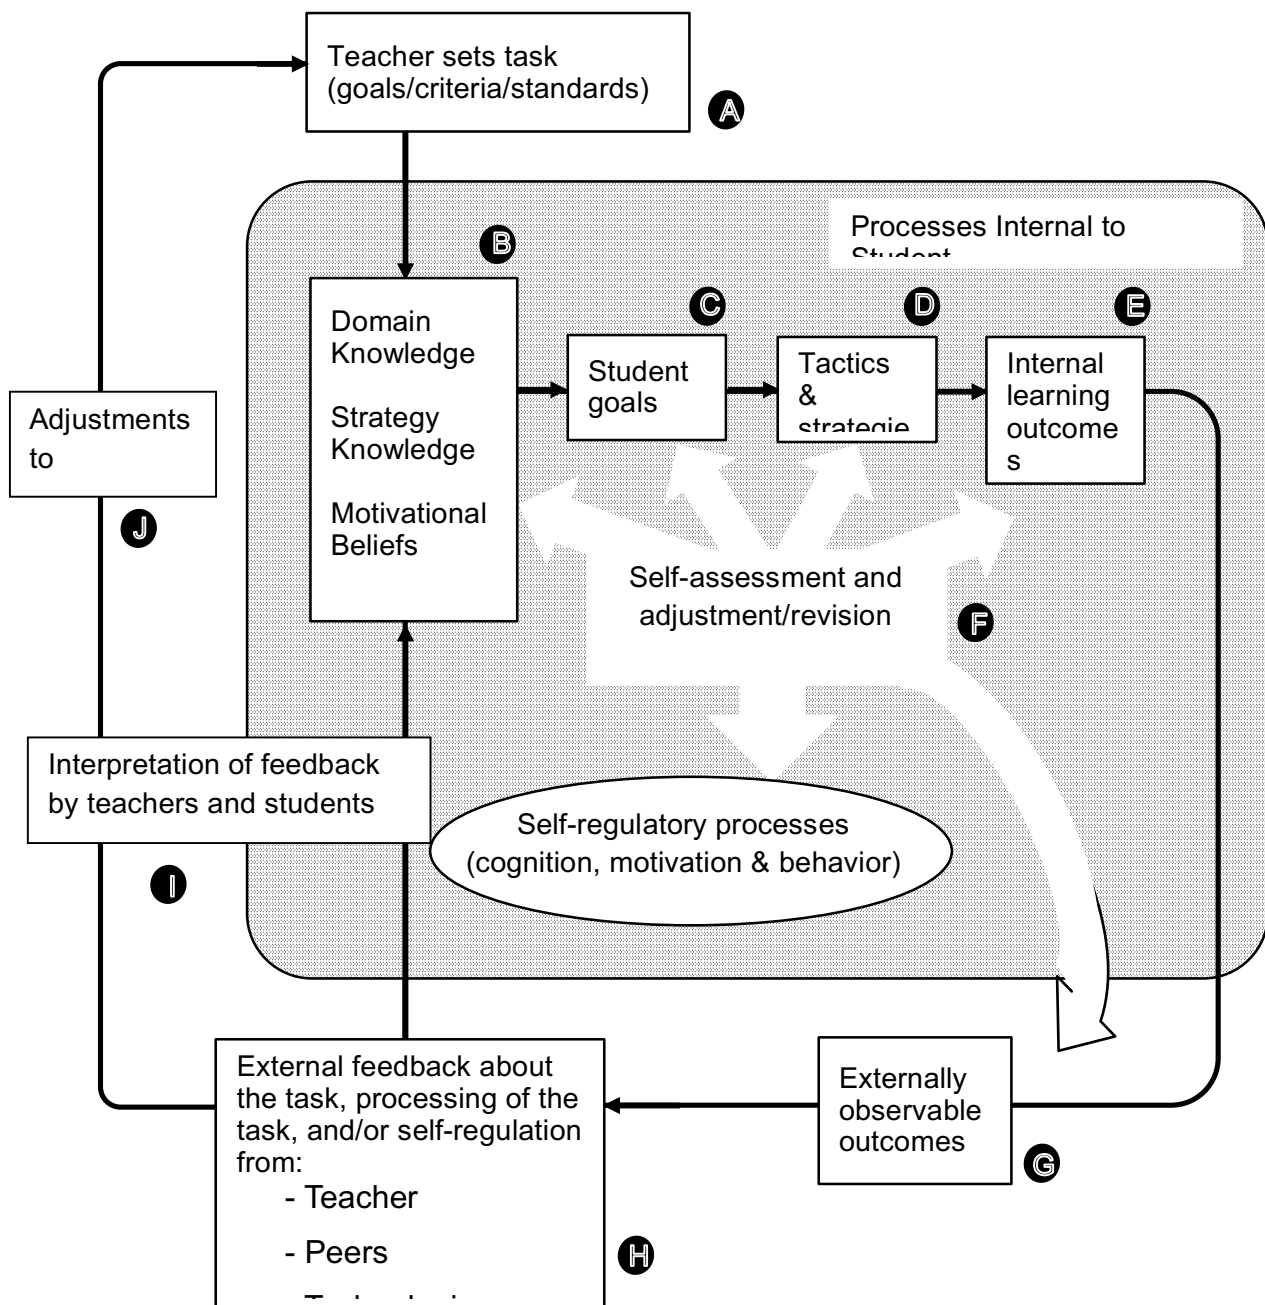 Teacher sets task
(goals/criteria/standards)
A
Processes Internal to
Student
B
C
D
E
Domain
Knowledge
Strategy
Knowledge
Motivational
Beliefs
Student
goals
Tactics
&
strategie
Internal
learning
outcome
s
Adjustments
to
J
Self-assessment and
adjustment/revision
F
Interpretation of feedback
by teachers and students
I
Self-regulatory processes
(cognition, motivation & behavior)
External feedback about
the task, processing of the
task, and/or self-regulation
from:
- Teacher
- Peers
H
Externally
observable
outcomes
G